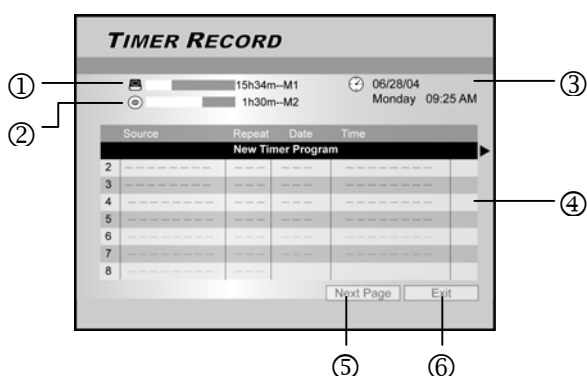 TIMER RECORD
① 15h34m--M1 06/28/04 ③
② 1h30m--M2 Monday 09:25 AM
Source Repeat Date Time
New Timer Program
2 -------- --- --- --------
3 -------- --- --- --------
4 -------- --- --- -------- ④
5 -------- --- --- --------
6 -------- --- --- --------
7 -------- --- --- --------
8 -------- --- --- --------
Next Page Exit
⑤ ⑥